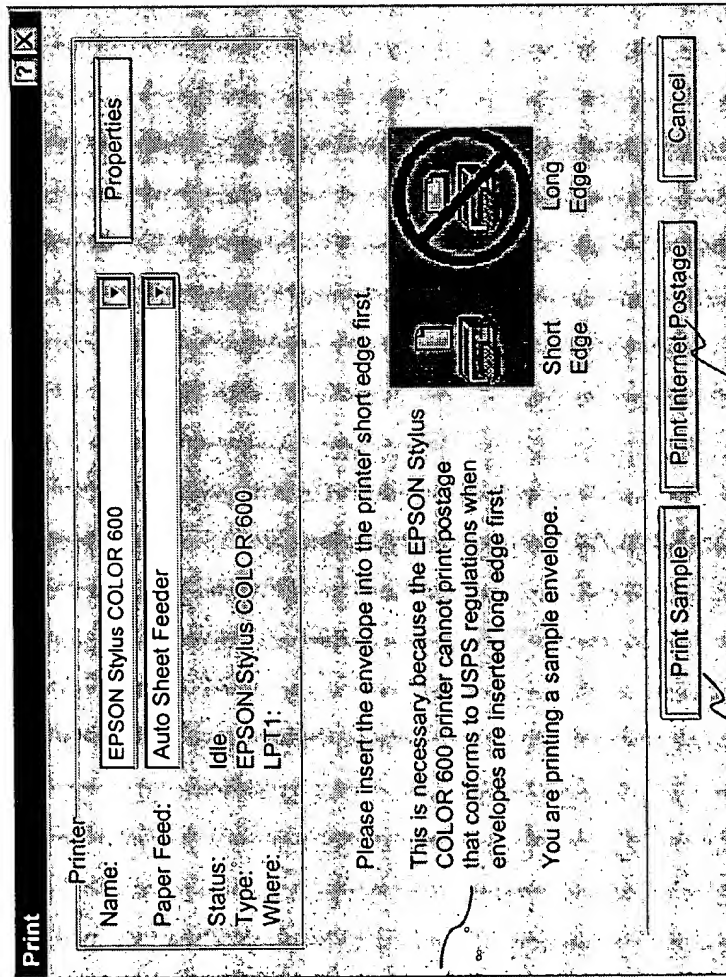 Print
? X
Printer
Name: EPSON Stylus COLOR 600
Properties
Paper Feed: Auto Sheet Feeder
Status: Idle
Type: EPSON Stylus COLOR 600
Where: LPT1:
Please insert the envelope into the printer short edge first.
This is necessary because the EPSON Stylus
COLOR 600 printer cannot print postage
that conforms to USPS regulations when
envelopes are inserted long edge first.
Short
Edge
Long
Edge
You are printing a sample envelope.
Print Sample
Print Internet Postage
Cancel